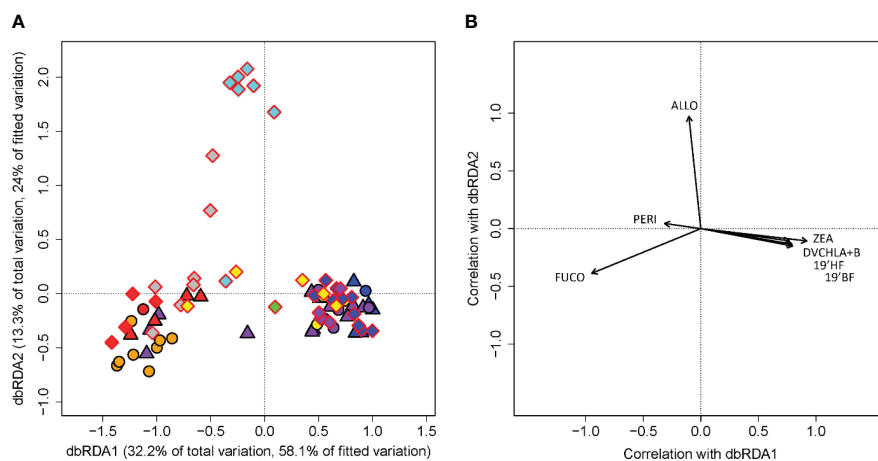 A
B
dbRDA2 (13.3% of total variation, 24% of fitted variation)
2.0
1.5
1.0
0.5
0.0
−0.5
−1.0
−1.5
−1.0
−0.5
0.0
0.5
1.0
1.5
dbRDA1 (32.2% of total variation, 58.1% of fitted variation)
Correlation with dbRDA2
1.0
0.5
0.0
−0.5
−1.0
ALLO
PERI
FUCO
ZEA
DVCHLA+B
19'HF
19'BF
−1.0
−0.5
0.0
0.5
1.0
Correlation with dbRDA1